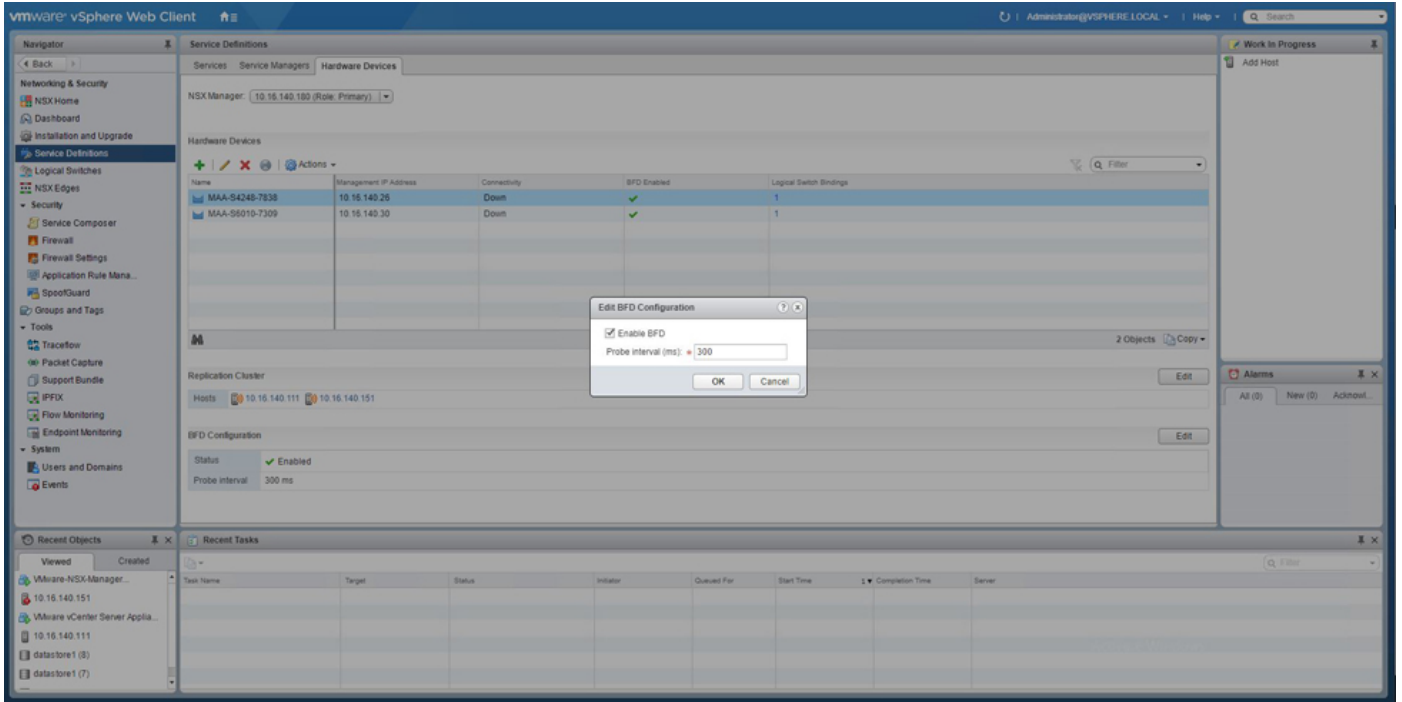 vmware® vSphere Web Client
Administrator@VSPHERE.LOCAL
Help
Search
Navigator
Back
Networking & Security
NSX Home
Dashboard
Installation and Upgrade
Service Definitions
Logical Switches
NSX Edges
Security
Service Composer
Firewall
Firewall Settings
Application Rule Mana...
SpoofGuard
Groups and Tags
Tools
Traceflow
Packet Capture
Support Bundle
IPFIX
Flow Monitoring
Endpoint Monitoring
System
Users and Domains
Events
Service Definitions
Services Service Managers Hardware Devices
NSX Manager: 10.16.140.180 (Role: Primary)
Hardware Devices
Actions
Filter
Name Management IP Address Connectivity BFD Enabled Logical Switch Bindings
MAA-S4248-7838 10.16.140.26 Down 1
MAA-S6010-7309 10.16.140.30 Down 1
2 Objects Copy
Edit BFD Configuration
Enable BFD
Probe interval (ms): * 300
OK Cancel
Replication Cluster Edit
Hosts 10.16.140.111 10.16.140.151
BFD Configuration Edit
Status Enabled
Probe interval 300 ms
Work In Progress
Add Host
Alarms
All (0) New (0) Acknowl...
Recent Objects
Viewed Created
VMware-NSX-Manager...
10.16.140.151
VMware vCenter Server Applia...
10.16.140.111
datastore1 (8)
datastore1 (7)
Recent Tasks
Filter
Task Name Target Status Initiator Queued For Start Time 1 Completion Time Server